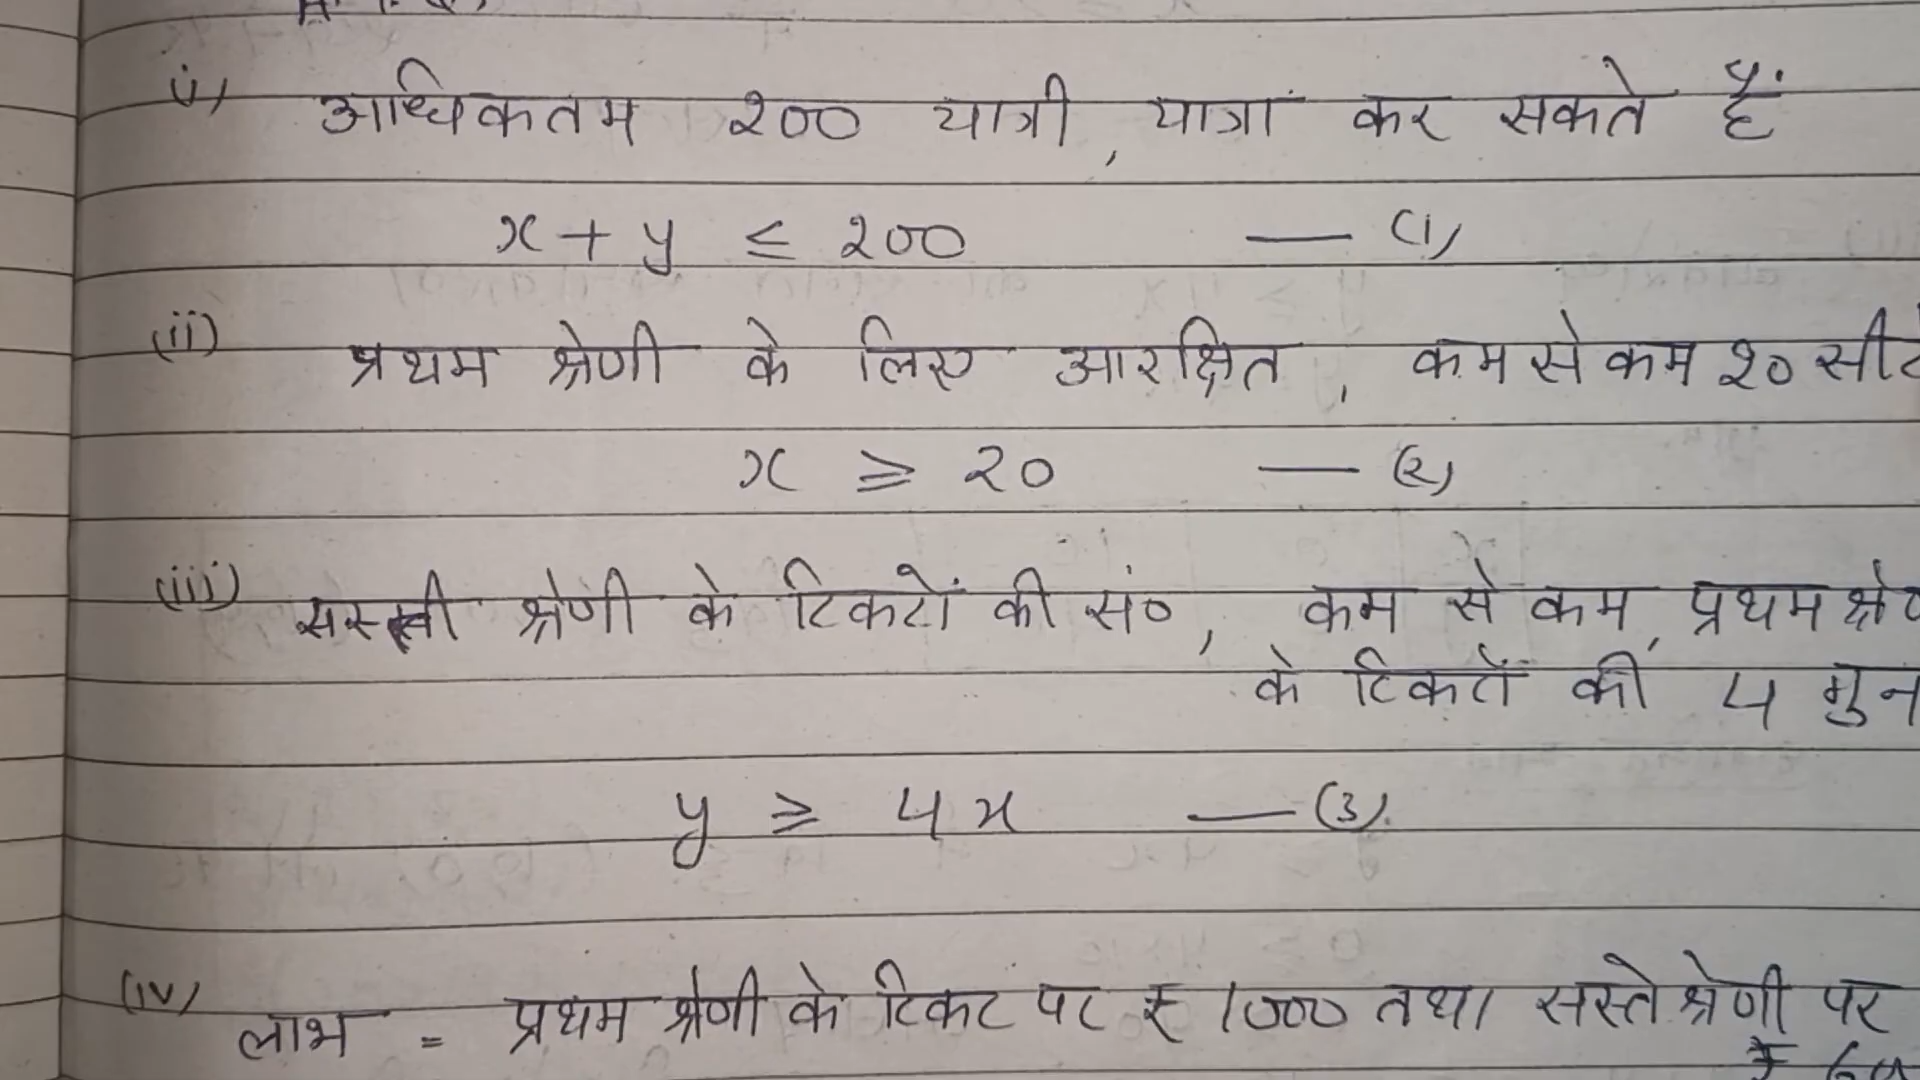 (i) अधिकतम 200 यात्री, यात्रा कर सकते हैं
x + y ≤ 200 — (1)
(ii) प्रथम श्रेणी के लिए आरक्षित, कम से कम 20 सीटे
x ≥ 20 — (2)
(iii) सस्ती श्रेणी के टिकटों की सं०, कम से कम, प्रथम
के टिकटों की 4 गुन
y ≥ 4x — (3)
(iv) लाभ = प्रथम श्रेणी के टिकट पर ₹ 1000 तथा सस्ते श्रेणी पर
₹